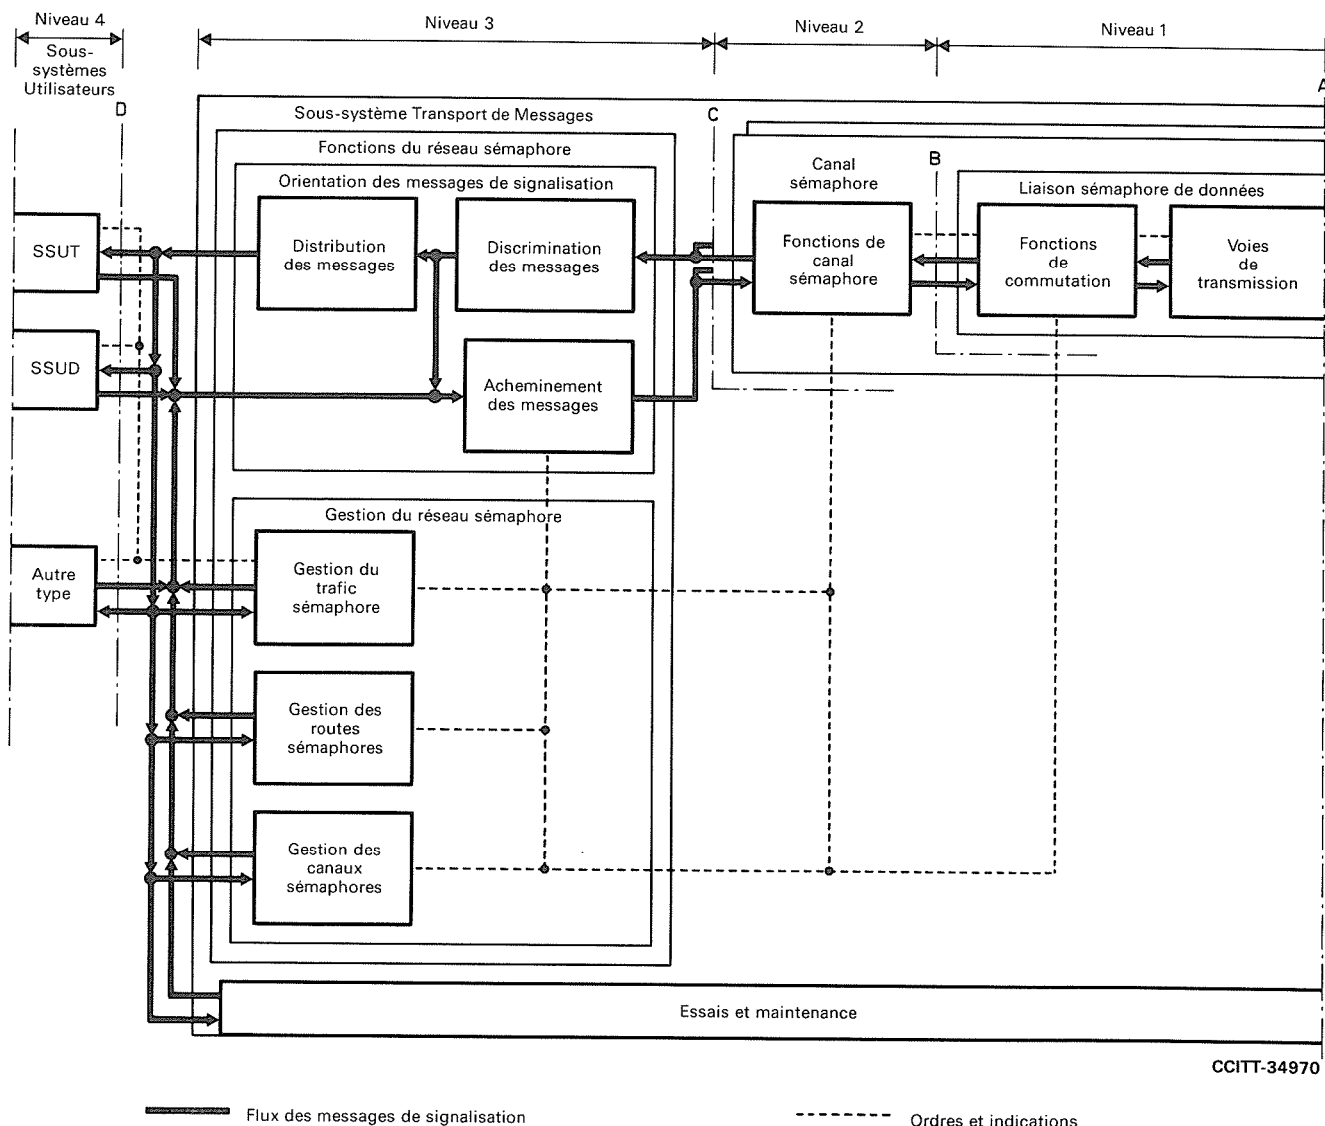 Niveau 4
Niveau 3
Niveau 2
Niveau 1
Sous-
systèmes
Utilisateurs
D
C
A
Sous-système Transport de Messages
Fonctions du réseau sémaphore
Orientation des messages de signalisation
Canal
sémaphore
B
Liaison sémaphore de données
SSUT
Distribution
des messages
Discrimination
des messages
Fonctions de
canal
sémaphore
Fonctions
de
commutation
Voies
de
transmission
SSUD
Acheminement
des messages
Gestion du réseau sémaphore
Autre
type
Gestion du
trafic
sémaphore
Gestion des
routes
sémaphores
Gestion des
canaux
sémaphores
Essais et maintenance
CCITT-34970
Flux des messages de signalisation
Ordres et indications